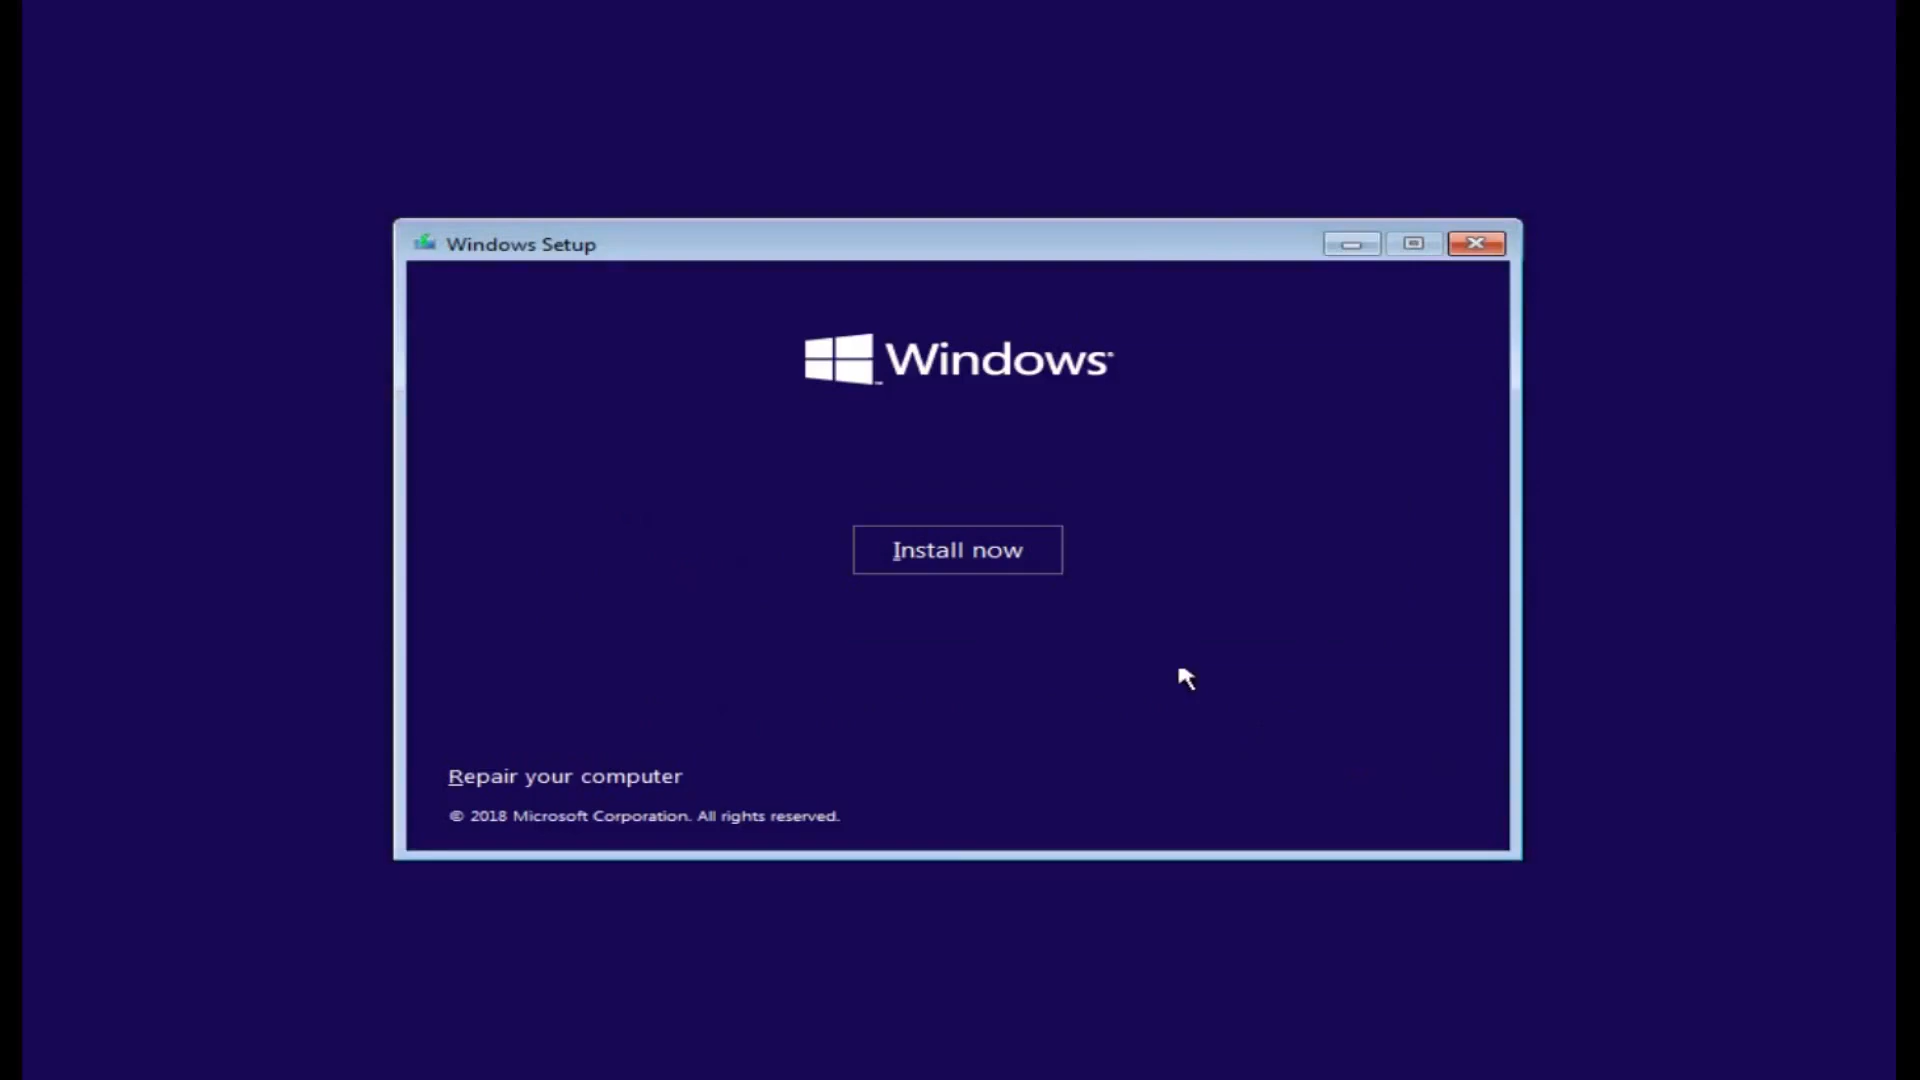 Windows Setup
Windows
Install now
Repair your computer
© 2018 Microsoft Corporation. All rights reserved.